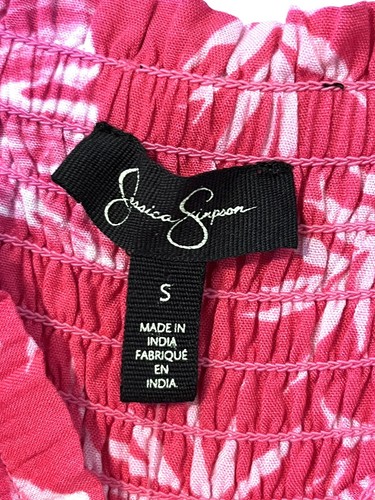 Jessica Simpson
S
MADE IN
INDIA
FABRIQUÉ
EN
INDIA.